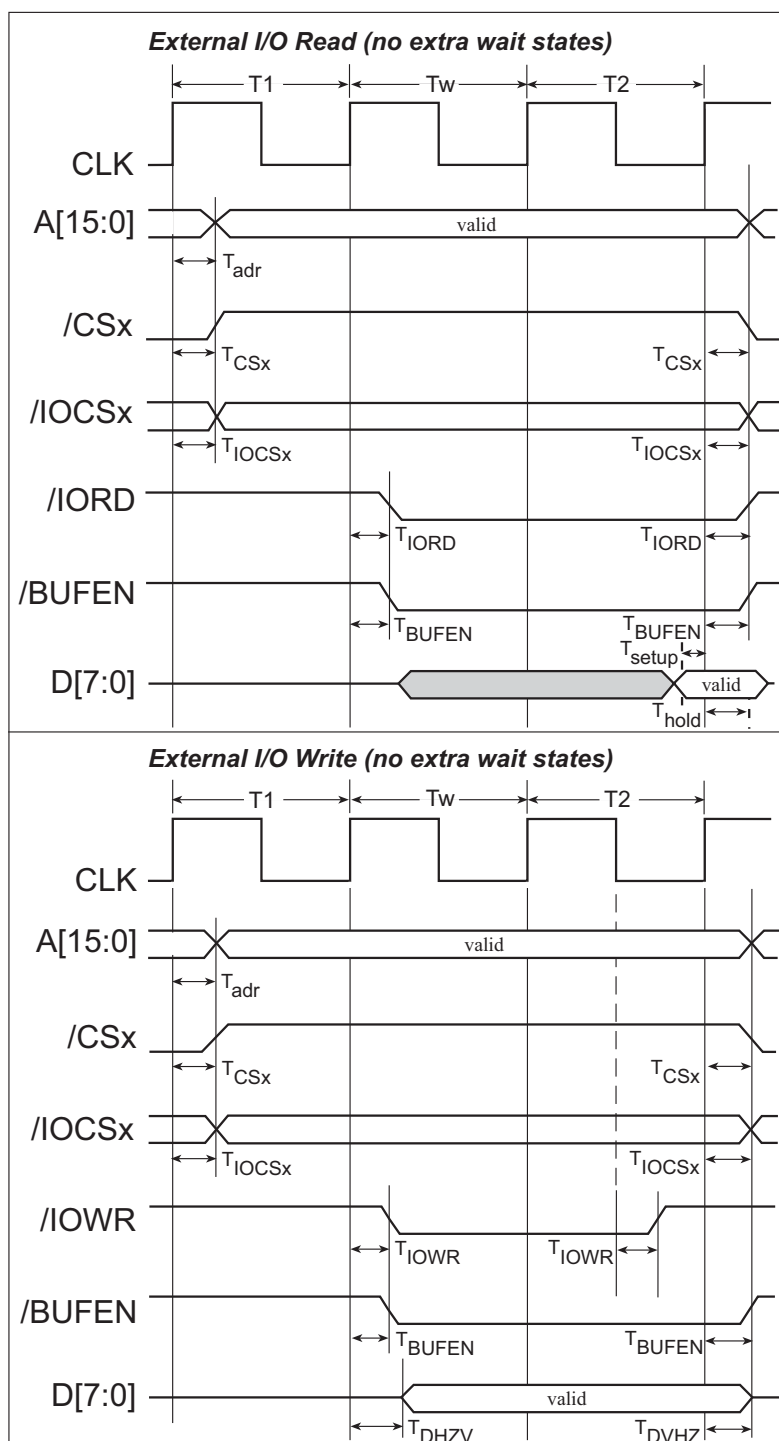 External I/O Read (no extra wait states)
T1 Tw T2
CLK
A[15:0] valid
Tadr
/CSx
TCSx TCSx
/IOCSx
TIOCSx TIOCSx
/IORD
TIORD TIORD
/BUFEN
TBUFEN TBUFEN
Tsetup
D[7:0] valid
Thold
External I/O Write (no extra wait states)
T1 Tw T2
CLK
A[15:0] valid
Tadr
/CSx
TCSx TCSx
/IOCSx
TIOCSx TIOCSx
/IOWR
TIOWR TIOWR
/BUFEN
TBUFEN TBUFEN
D[7:0] valid
TDHZV TDVHZ